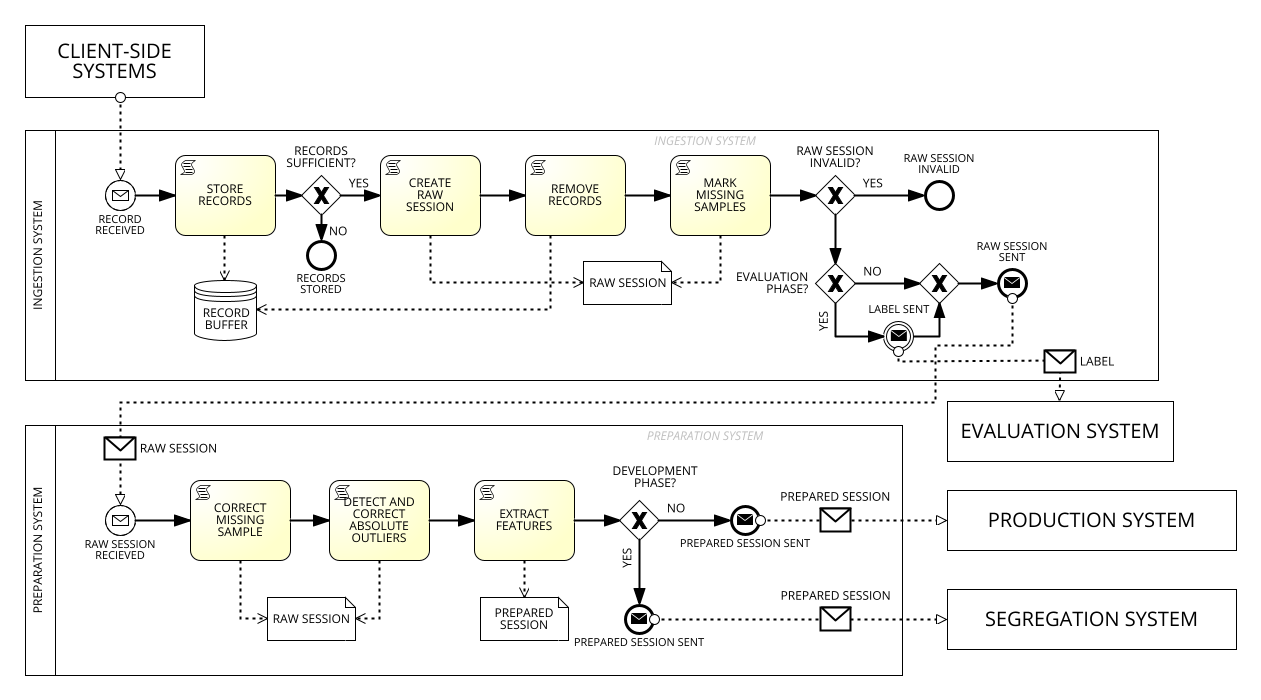 CLIENT-SIDE
SYSTEMS
INGESTION SYSTEM
INGESTION SYSTEM
RECORD
RECEIVED
STORE
RECORDS
RECORDS
SUFFICIENT?
YES
NO
RECORDS
STORED
RECORD
BUFFER
CREATE
RAW
SESSION
REMOVE
RECORDS
MARK
MISSING
SAMPLES
RAW SESSION
RAW SESSION
INVALID?
YES
RAW SESSION
INVALID
EVALUATION
PHASE?
NO
YES
LABEL SENT
RAW SESSION
SENT
LABEL
EVALUATION SYSTEM
PREPARATION SYSTEM
PREPARATION SYSTEM
RAW SESSION
RAW SESSION
RECIEVED
CORRECT
MISSING
SAMPLE
DETECT AND
CORRECT
ABSOLUTE
OUTLIERS
RAW SESSION
EXTRACT
FEATURES
PREPARED
SESSION
DEVELOPMENT
PHASE?
NO
YES
PREPARED SESSION SENT
PREPARED SESSION
PRODUCTION SYSTEM
PREPARED SESSION SENT
PREPARED SESSION
SEGREGATION SYSTEM